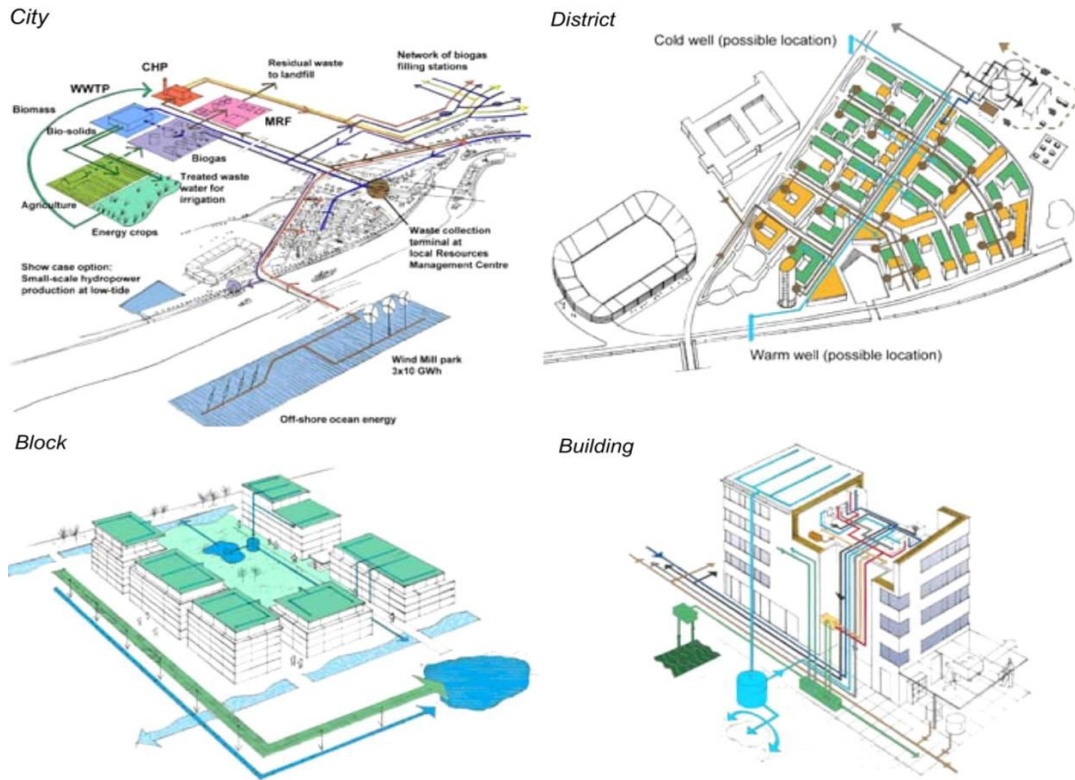 City
CHP
WWTP
Residual waste
to landfill
Network of biogas
filling stations
Biomass
MRF
Bio-solids
Biogas
Treated waste
water for
irrigation
Agriculture
Energy crops
Waste collection
terminal at
local Resources
Management Centre
Show case option:
Small-scale hydropower
production at low-tide
Wind Mill park
3x10 GWh
Off-shore ocean energy
District
Cold well (possible location)
Warm well (possible location)
Block
Building